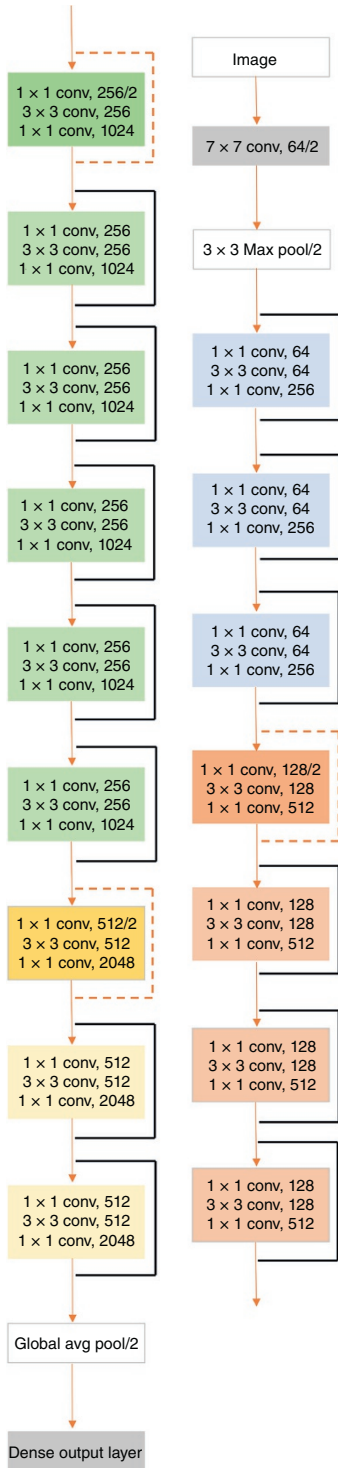 1 × 1 conv, 256/2
3 × 3 conv, 256
1 × 1 conv, 1024
1 × 1 conv, 256
3 × 3 conv, 256
1 × 1 conv, 1024
1 × 1 conv, 256
3 × 3 conv, 256
1 × 1 conv, 1024
1 × 1 conv, 256
3 × 3 conv, 256
1 × 1 conv, 1024
1 × 1 conv, 256
3 × 3 conv, 256
1 × 1 conv, 1024
1 × 1 conv, 256
3 × 3 conv, 256
1 × 1 conv, 1024
1 × 1 conv, 512/2
3 × 3 conv, 512
1 × 1 conv, 2048
1 × 1 conv, 512
3 × 3 conv, 512
1 × 1 conv, 2048
1 × 1 conv, 512
3 × 3 conv, 512
1 × 1 conv, 2048
Global avg pool/2
Dense output layer
Image
7 × 7 conv, 64/2
3 × 3 Max pool/2
1 × 1 conv, 64
3 × 3 conv, 64
1 × 1 conv, 256
1 × 1 conv, 64
3 × 3 conv, 64
1 × 1 conv, 256
1 × 1 conv, 64
3 × 3 conv, 64
1 × 1 conv, 256
1 × 1 conv, 128/2
3 × 3 conv, 128
1 × 1 conv, 512
1 × 1 conv, 128
3 × 3 conv, 128
1 × 1 conv, 512
1 × 1 conv, 128
3 × 3 conv, 128
1 × 1 conv, 512
1 × 1 conv, 128
3 × 3 conv, 128
1 × 1 conv, 512